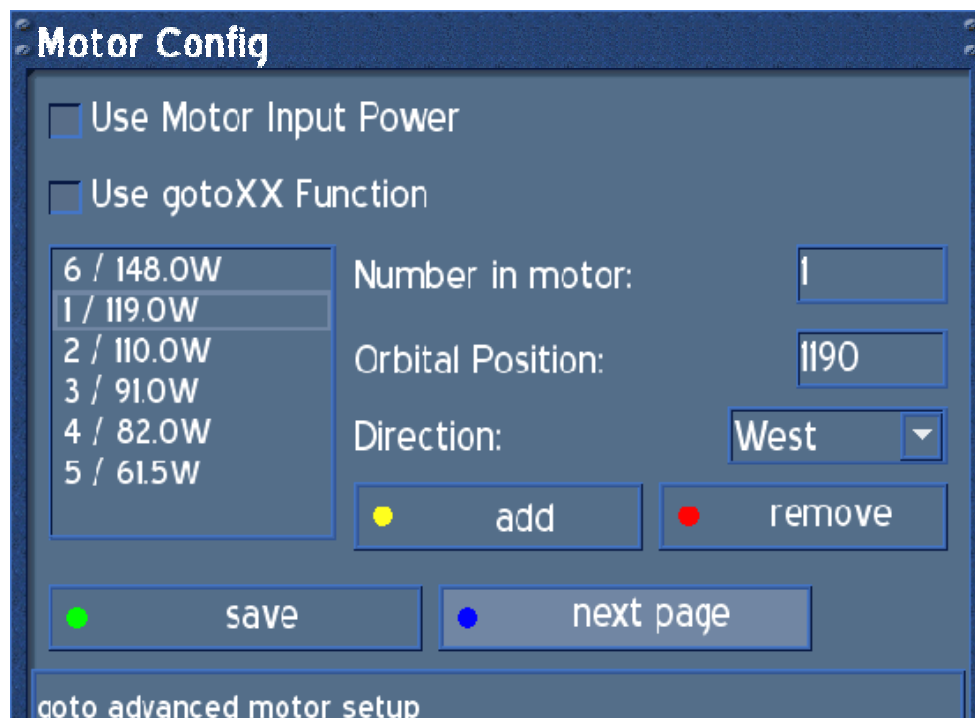 Motor Config
Use Motor Input Power
Use gotoXX Function
6 / 148.0W
1 / 119.0W
2 / 110.0W
3 / 91.0W
4 / 82.0W
5 / 61.5W
Number in motor: 1
Orbital Position: 1190
Direction: West
add
remove
save
next page
goto advanced motor setup